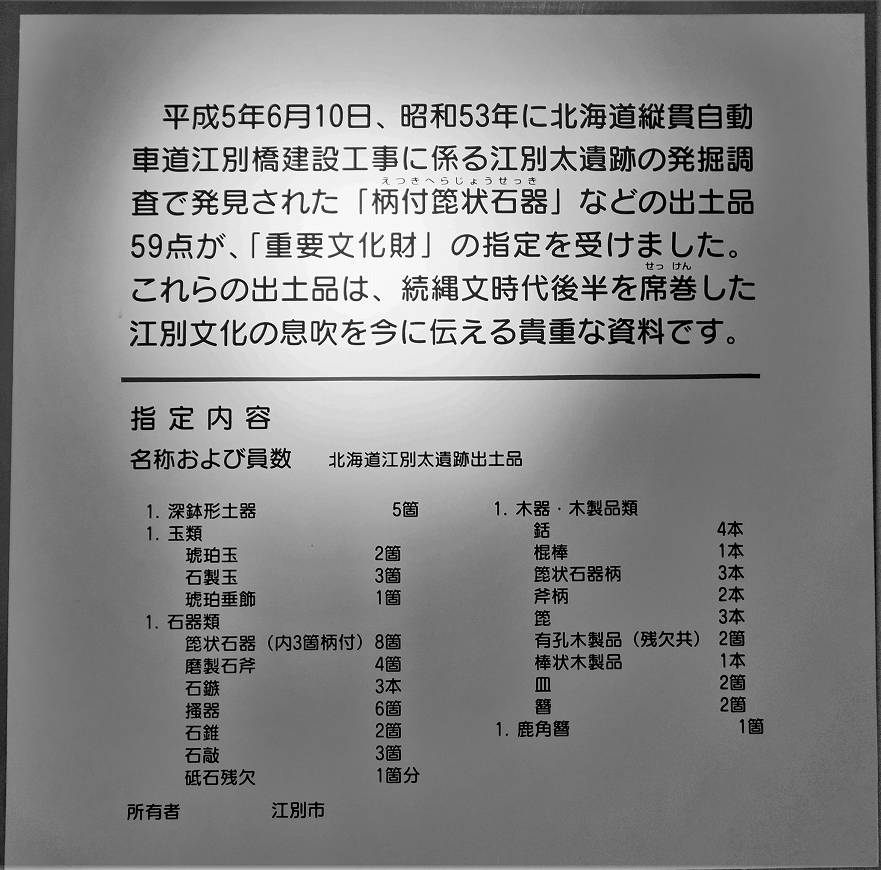 平成5年6月10日、昭和53年に北海道縦貫自動
車道江別橋建設工事に係る江別太遺跡の発掘調
えつきへらじょうせっき
査で発見された「柄付箆状石器」などの出土品
59点が、「重要文化財」の指定を受けました。
せっ けん
これらの出土品は、続縄文時代後半を席巻した
江別文化の息吹を今に伝える貴重な資料です。
指定内容
名称および員数 北海道江別太遺跡出土品
1. 深鉢形土器 5箇
1. 玉類
琥珀玉 2箇
石製玉 3箇
琥珀垂飾 1箇
1. 石器類
箆状石器（内3箇柄付）8箇
磨製石斧 4箇
石鏃 3本
掻器 6箇
石錐 2箇
石敲 3箇
砥石残欠 1箇分
1. 木器・木製品類
銛 4本
棍棒 1本
箆状石器柄 3本
斧柄 2本
箆 3本
有孔木製品（残欠共） 2箇
棒状木製品 1本
皿 2箇
簪 2箇
1. 鹿角簪 1箇
所有者 江別市